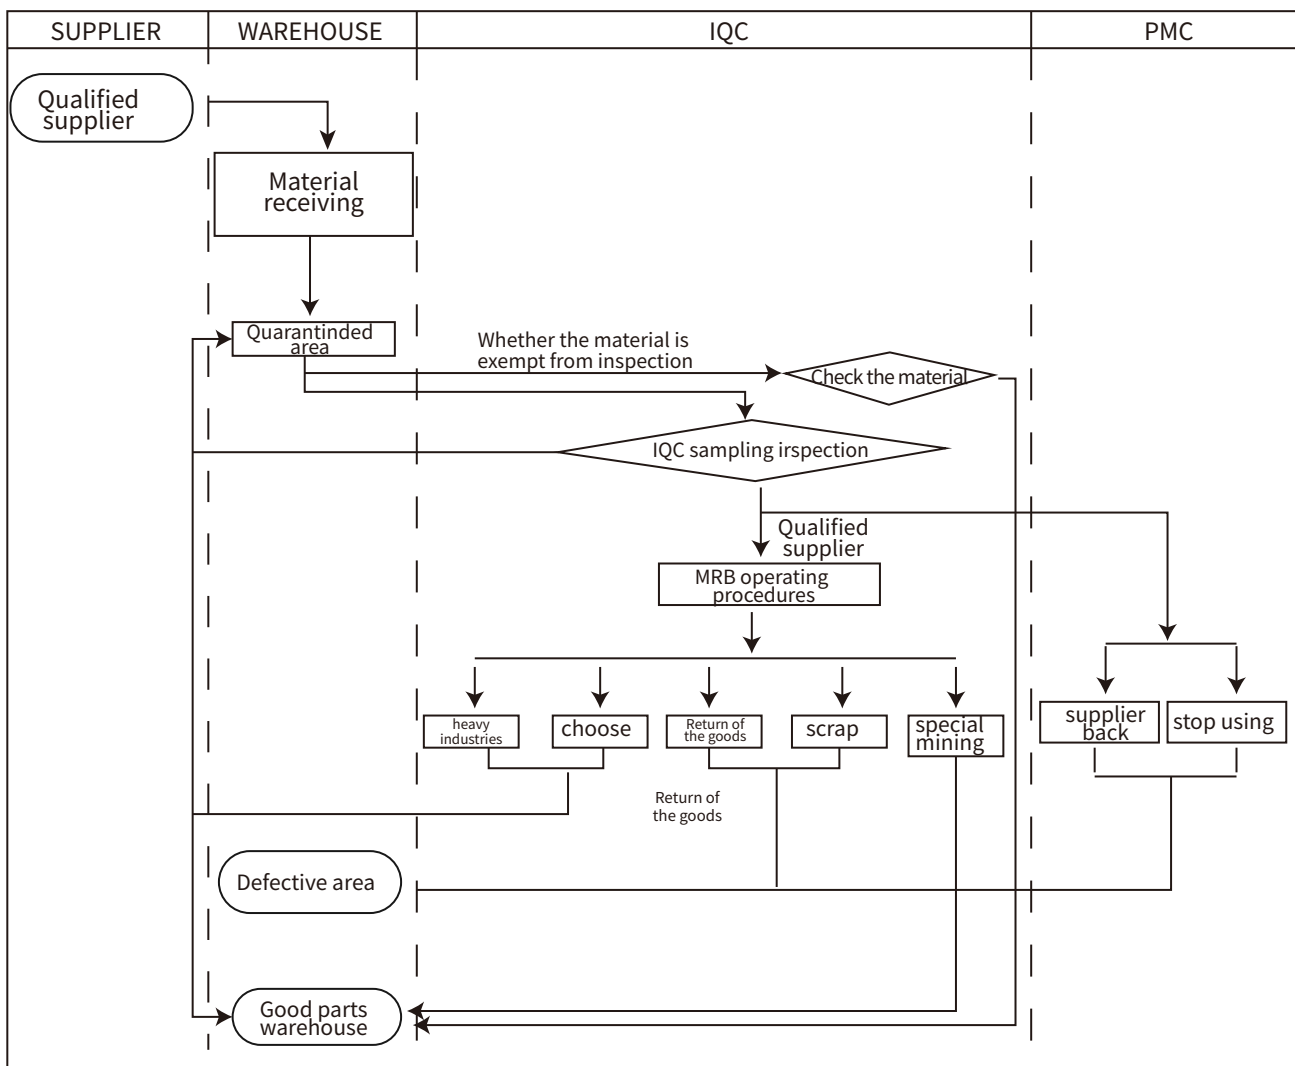 SUPPLIER
WAREHOUSE
IQC
PMC
Qualified
supplier
Material
receiving
Quarantinded
area
Whether the material is
exempt from inspection
Check the material
IQC sampling irspection
Qualified
supplier
MRB operating
procedures
heavy
industries
choose
Return of
the goods
scrap
special
mining
supplier
back
stop using
Return of
the goods
Defective area
Good parts
warehouse